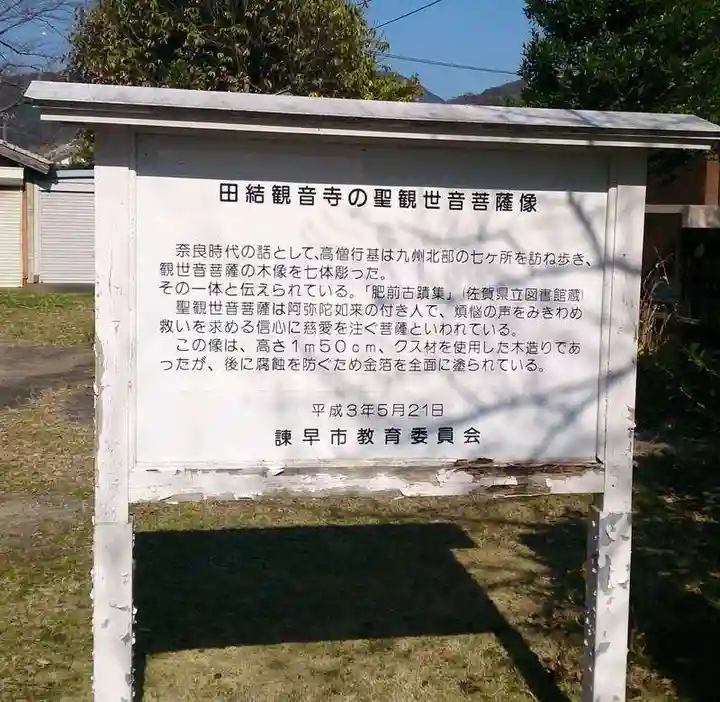 田結観音寺の聖観世音菩薩像
奈良時代の話として、高僧行基は九州北部の七ヶ所を訪ね歩き、
観世音菩薩の木像を七体彫った。
その一体と伝えられている。「肥前古蹟集」(佐賀県立図書館蔵)
聖観世音菩薩は阿弥陀如来の付き人で、煩悩の声をみきわめ
救いを求める信心に慈愛を注ぐ菩薩といわれている。
この像は、高さ1m50cm、クス材を使用した木造りであ
ったが、後に腐蝕を防ぐため金箔を全面に塗られている。
平成3年5月21日
諫早市教育委員会